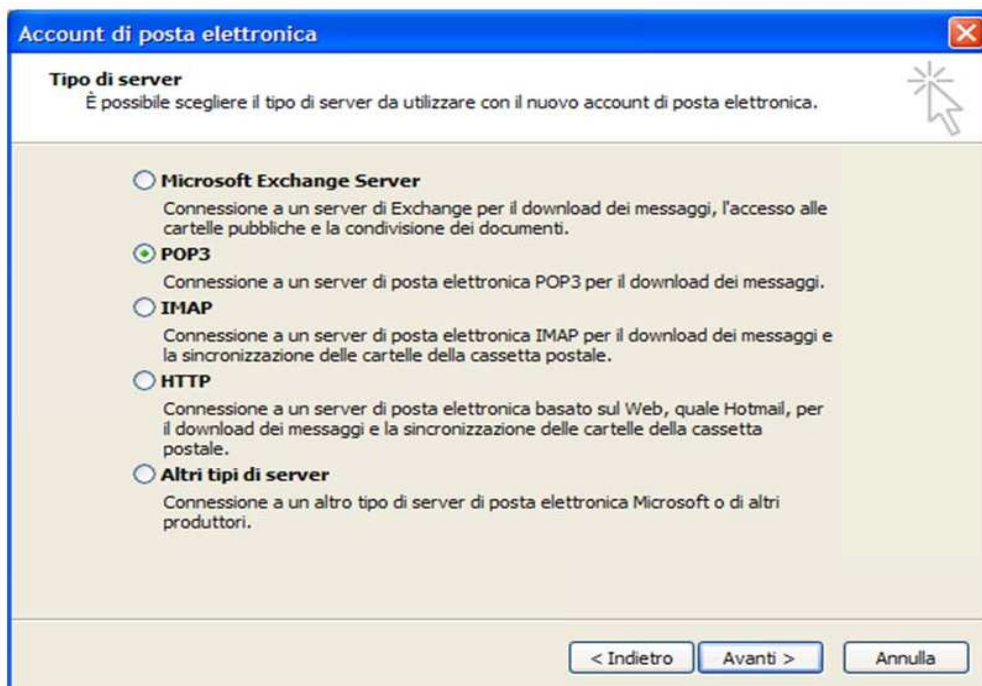 Account di posta elettronica
Tipo di server
È possibile scegliere il tipo di server da utilizzare con il nuovo account di posta elettronica.
Microsoft Exchange Server
Connessione a un server di Exchange per il download dei messaggi, l'accesso alle
cartelle pubbliche e la condivisione dei documenti.
POP3
Connessione a un server di posta elettronica POP3 per il download dei messaggi.
IMAP
Connessione a un server di posta elettronica IMAP per il download dei messaggi e
la sincronizzazione delle cartelle della cassetta postale.
HTTP
Connessione a un server di posta elettronica basato sul Web, quale Hotmail, per
il download dei messaggi e la sincronizzazione delle cartelle della cassetta
postale.
Altri tipi di server
Connessione a un altro tipo di server di posta elettronica Microsoft o di altri
produttori.
< Indietro Avanti > Annulla